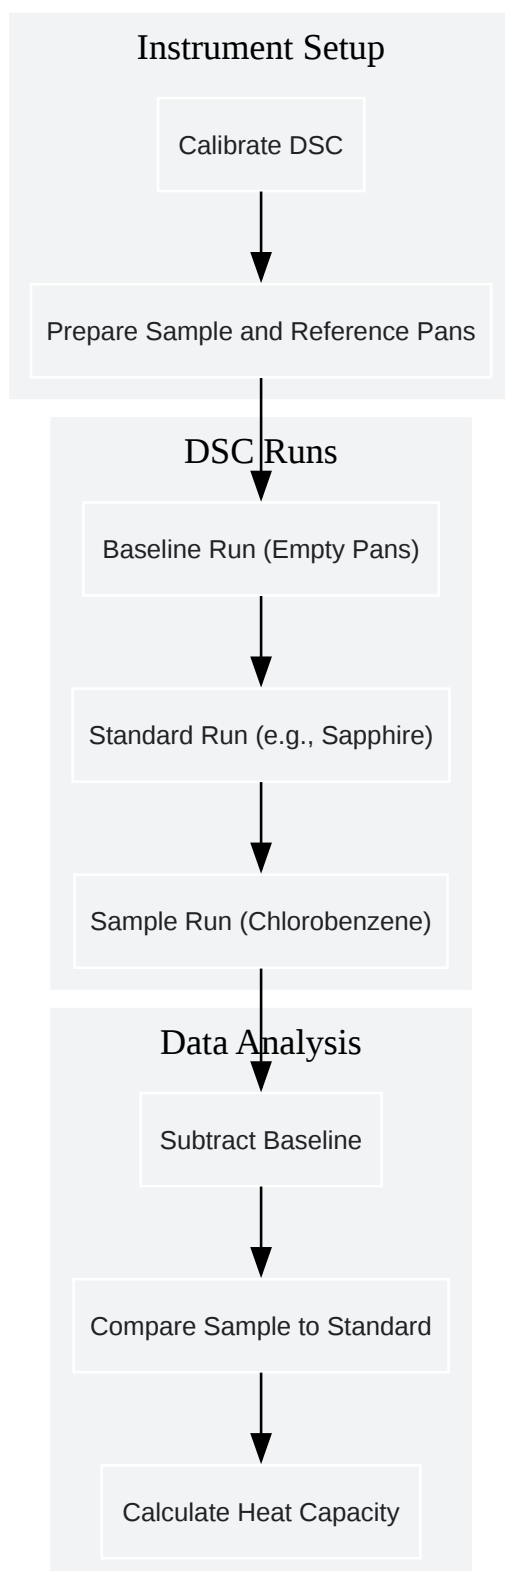 Instrument Setup
Calibrate DSC
Prepare Sample and Reference Pans
DSC Runs
Baseline Run (Empty Pans)
Standard Run (e.g., Sapphire)
Sample Run (Chlorobenzene)
Data Analysis
Subtract Baseline
Compare Sample to Standard
Calculate Heat Capacity